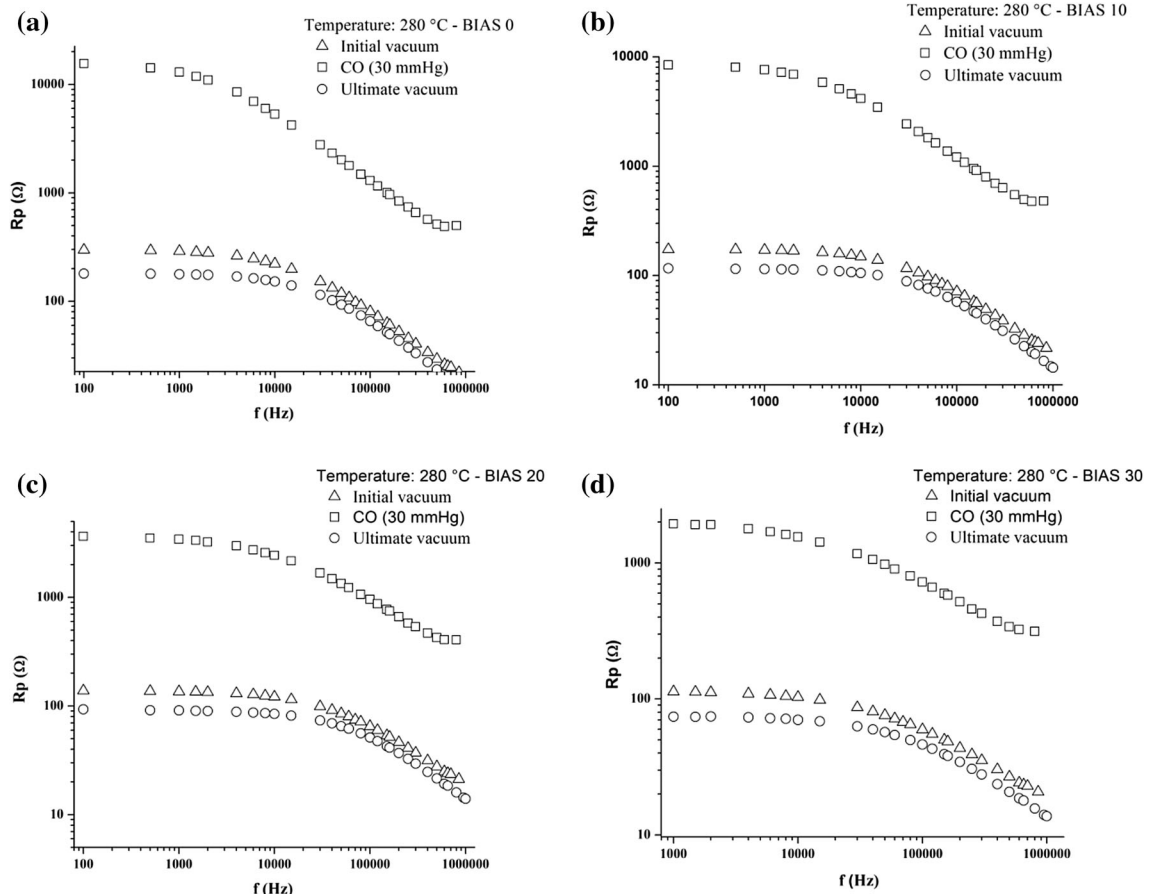 (a)
Temperature: 280 °C - BIAS 0
Initial vacuum
CO (30 mmHg)
Ultimate vacuum
10000
1000
100
Rp (Ω)
100
1000
10000
100000
1000000
f (Hz)
(b)
Temperature: 280 °C - BIAS 10
Initial vacuum
CO (30 mmHg)
Ultimate vacuum
10000
1000
100
10
Rp (Ω)
100
1000
10000
100000
1000000
f (Hz)
(c)
Temperature: 280 °C - BIAS 20
Initial vacuum
CO (30 mmHg)
Ultimate vacuum
1000
100
10
Rp (Ω)
100
1000
10000
100000
1000000
f (Hz)
(d)
Temperature: 280 °C - BIAS 30
Initial vacuum
CO (30 mmHg)
Ultimate vacuum
1000
100
10
Rp (Ω)
1000
10000
100000
1000000
f (Hz)